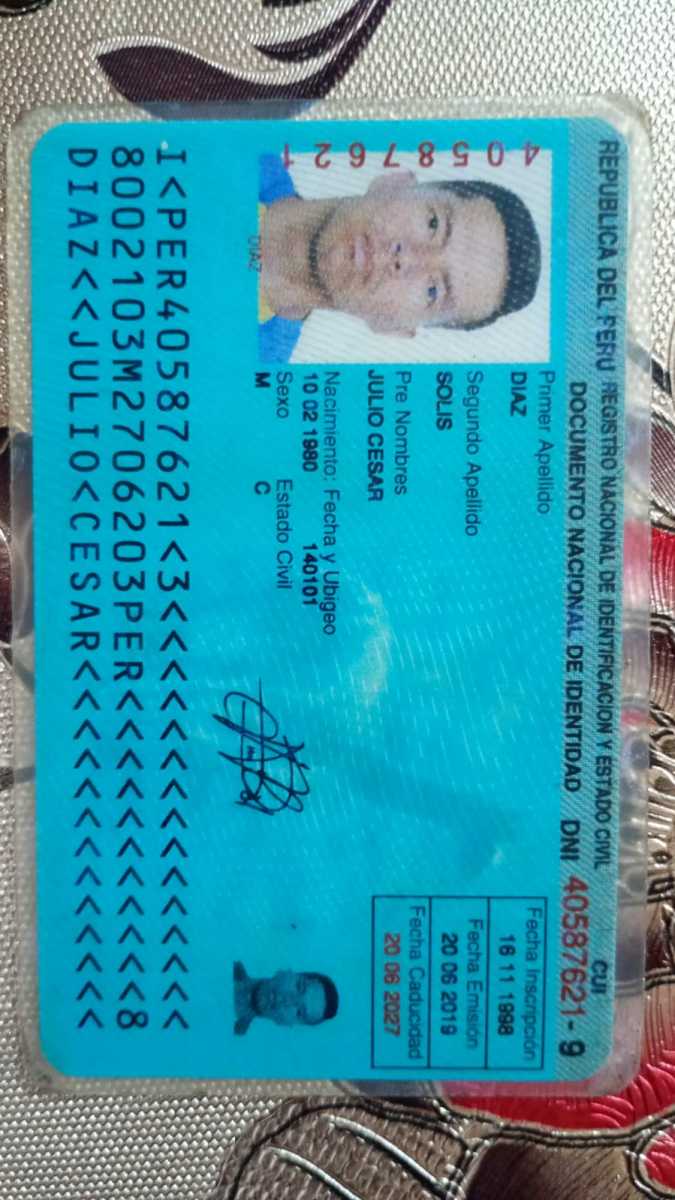 REPUBLICA DEL PERU REGISTRO NACIONAL DE IDENTIFICACION Y ESTADO CIVIL
DOCUMENTO NACIONAL DE IDENTIDAD DNI 40587621 - 9
CUI
Primer Apellido
DIAZ
Segundo Apellido
SOLIS
Pre Nombres
JULIO CESAR
Nacimiento: Fecha y Ubigeo
10 02 1980 140101
Sexo Estado Civil
M C
Fecha Inscripción
16 11 1998
Fecha Emisión
20 06 2019
Fecha Caducidad
20 06 2027
40587621
DIAZ
I<PER40587621<3<<<<<<<<<<<<<<<
8002103M2706203PER<<<<<<<<<<<8
DIAZ<<JULIO<CESAR<<<<<<<<<<<<<